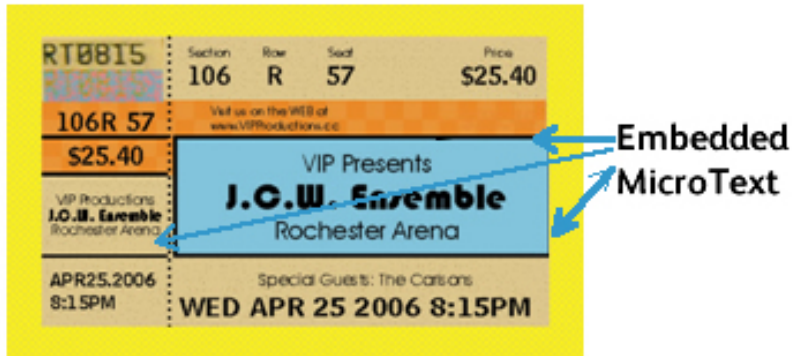 RT0815
RT0815
Section Row Seat Price
106 R 57 $25.40
106R 57
Visit us on the WEB at
www.VIPProductions.cc
$25.40
VIP Presents
J.C.W. Ensemble
Rochester Arena
VIP Productions
J.C.W. Ensemble
Rochester Arena
APR25.2006
8:15PM
Special Guests: The Carlsons
WED APR 25 2006 8:15PM
Embedded
MicroText